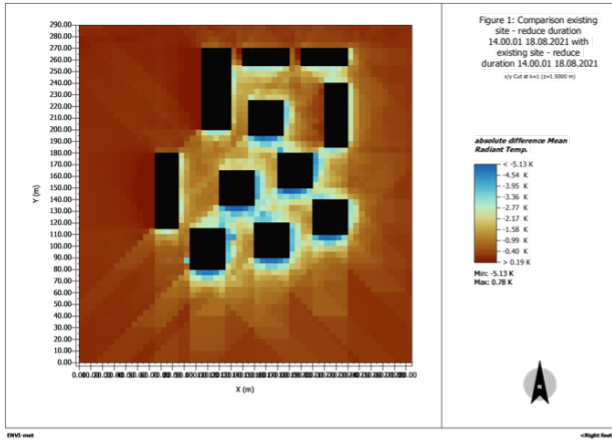 Figure 1: Comparison existing
site - reduce duration
14.00.01 18.08.2021 with
existing site - reduce
duration 14.00.01 18.08.2021
x/y Cut at k=1 (z=1.5000 m)
absolute difference Mean
Radiant Temp.
< -5.13 K
-4.54 K
-3.95 K
-3.36 K
-2.77 K
-2.17 K
-1.58 K
-0.99 K
-0.40 K
> 0.19 K
Min: -5.13 K
Max: 0.78 K
290.00
280.00
270.00
260.00
250.00
240.00
230.00
220.00
210.00
200.00
190.00
180.00
170.00
160.00
150.00
140.00
130.00
120.00
110.00
100.00
90.00
80.00
70.00
60.00
50.00
40.00
30.00
20.00
10.00
0.00
Y (m)
X (m)
N
ENVI-met
<Right foot